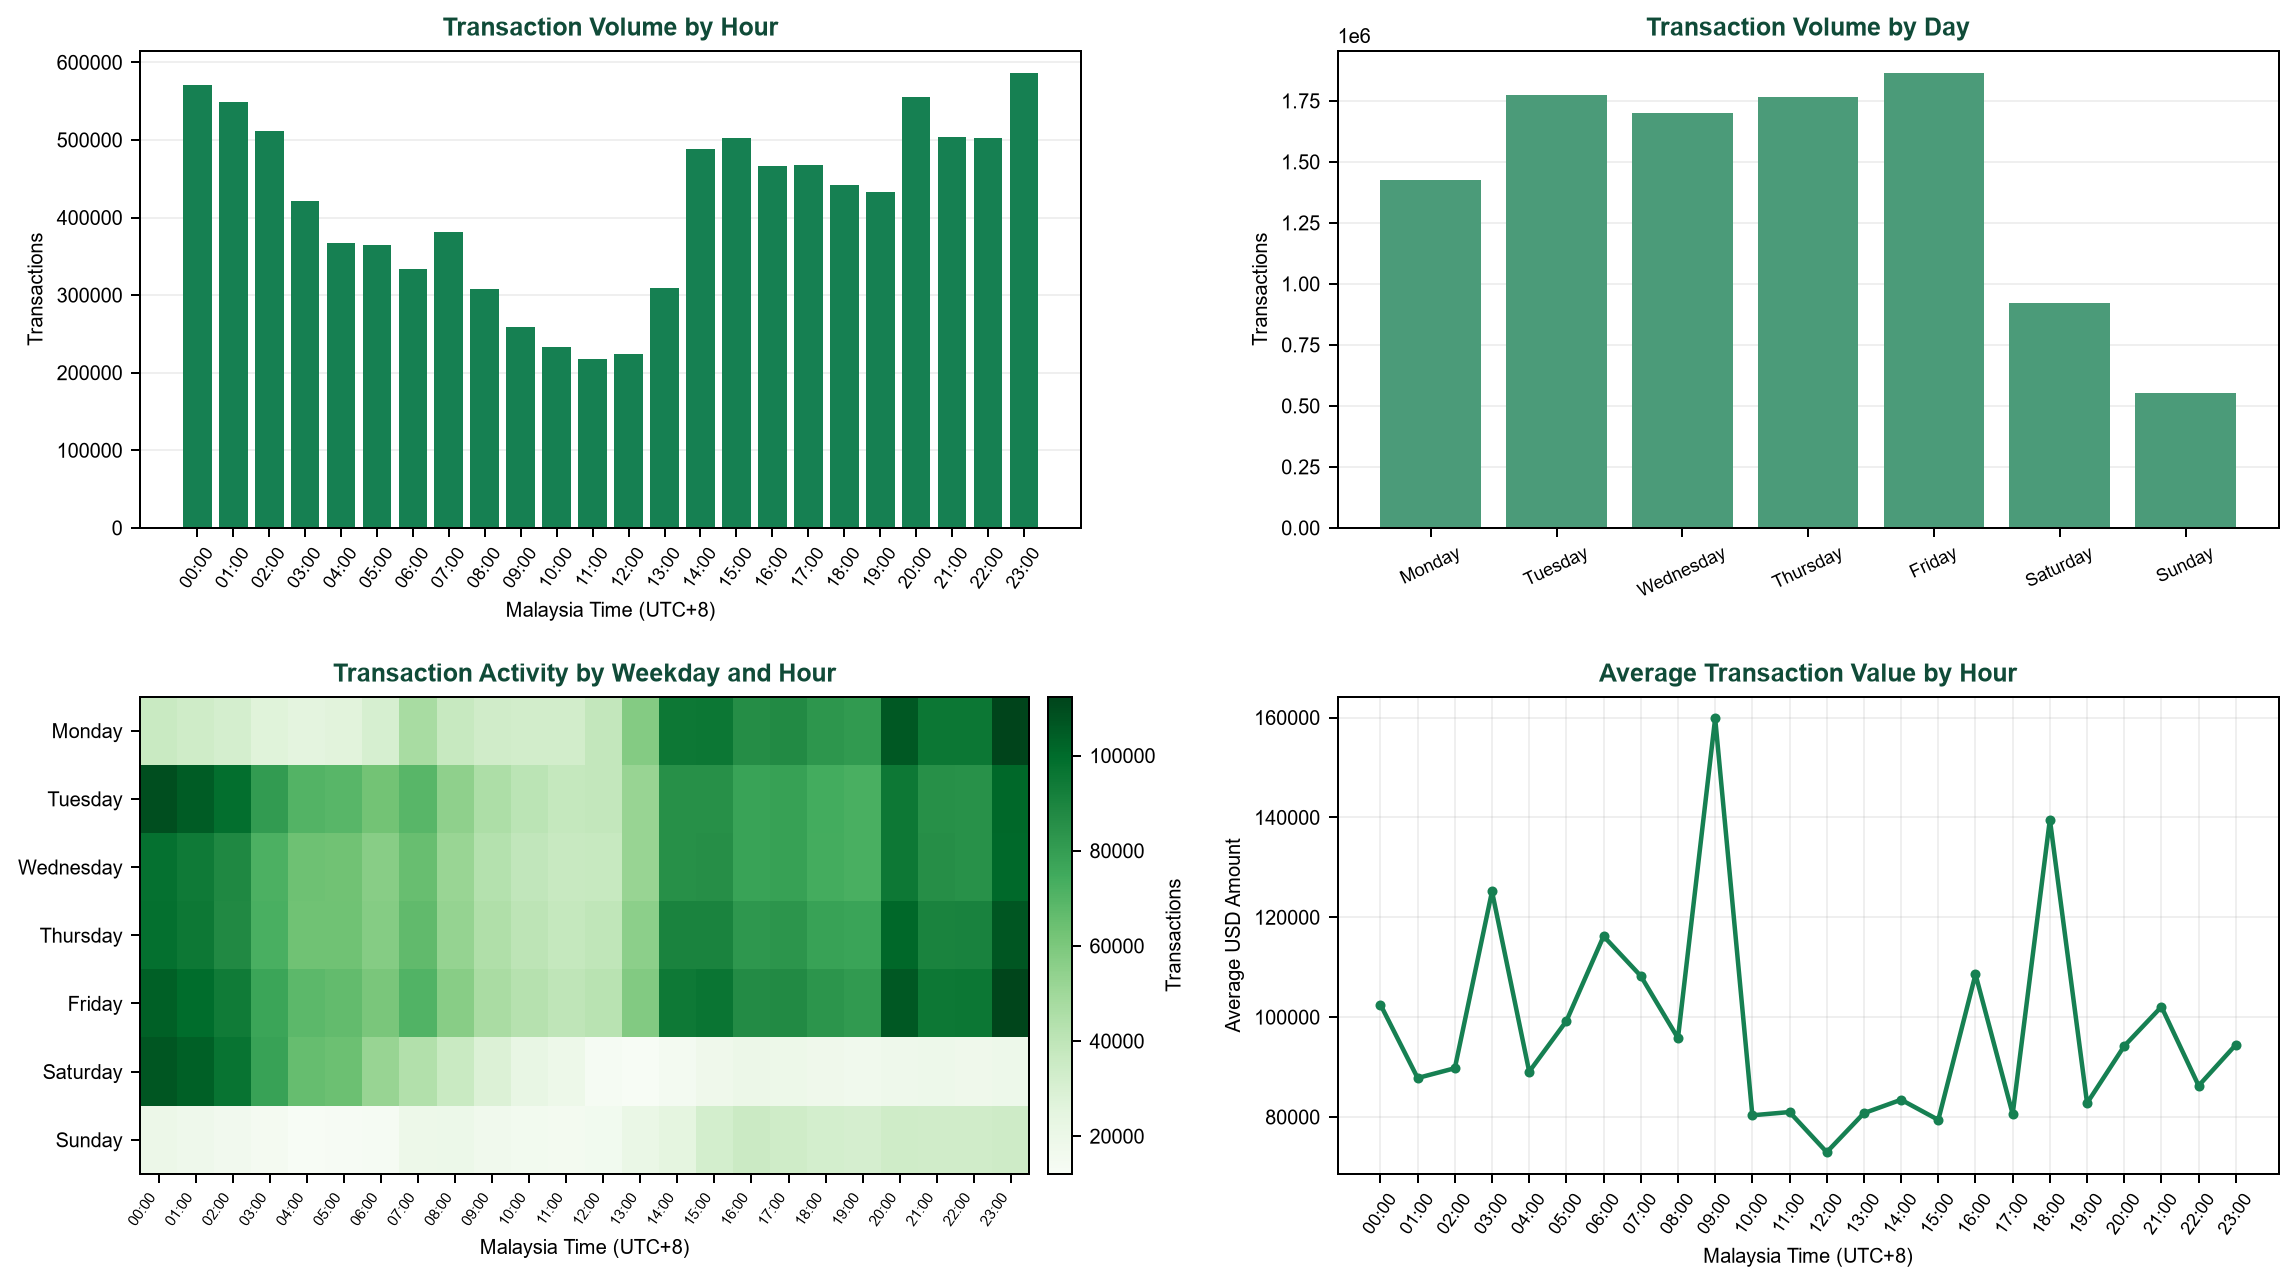 Transaction Volume by Hour
Transactions
600000
500000
400000
300000
200000
100000
0
00:00 01:00 02:00 03:00 04:00 05:00 06:00 07:00 08:00 09:00 10:00 11:00 12:00 13:00 14:00 15:00 16:00 17:00 18:00 19:00 20:00 21:00 22:00 23:00
Malaysia Time (UTC+8)
Transaction Volume by Day
1e6
Transactions
1.75
1.50
1.25
1.00
0.75
0.50
0.25
0.00
Monday Tuesday Wednesday Thursday Friday Saturday Sunday
Transaction Activity by Weekday and Hour
Monday
Tuesday
Wednesday
Thursday
Friday
Saturday
Sunday
00:00 01:00 02:00 03:00 04:00 05:00 06:00 07:00 08:00 09:00 10:00 11:00 12:00 13:00 14:00 15:00 16:00 17:00 18:00 19:00 20:00 21:00 22:00 23:00
Malaysia Time (UTC+8)
100000
80000
60000
40000
20000
Transactions
Average Transaction Value by Hour
Average USD Amount
160000
140000
120000
100000
80000
00:00 01:00 02:00 03:00 04:00 05:00 06:00 07:00 08:00 09:00 10:00 11:00 12:00 13:00 14:00 15:00 16:00 17:00 18:00 19:00 20:00 21:00 22:00 23:00
Malaysia Time (UTC+8)